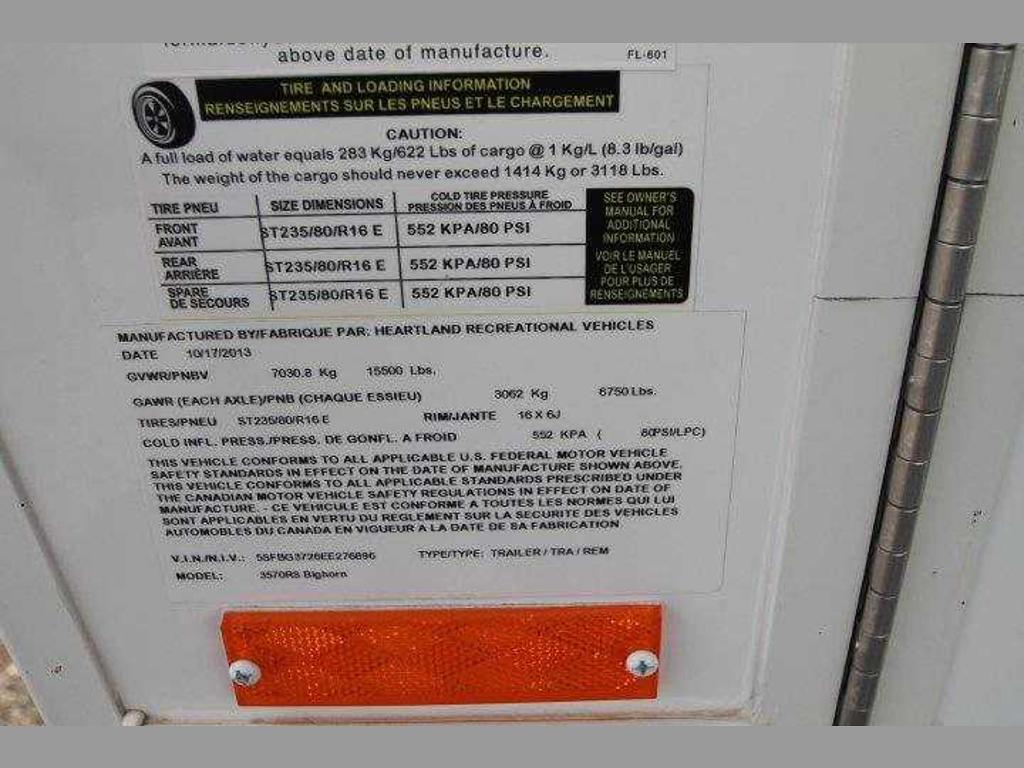 above date of manufacture.
FL-601
TIRE AND LOADING INFORMATION
RENSEIGNEMENTS SUR LES PNEUS ET LE CHARGEMENT
CAUTION:
A full load of water equals 283 Kg/622 Lbs of cargo @ 1 Kg/L (8.3 lb/gal)
The weight of the cargo should never exceed 1414 Kg or 3118 Lbs.
TIRE PNEU SIZE DIMENSIONS COLD TIRE PRESSURE
PRESSION DES PNEUS À FROID
FRONT
AVANT ST235/80/R16 E 552 KPA/80 PSI
REAR
ARRIÈRE ST235/80/R16 E 552 KPA/80 PSI
SPARE
DE SECOURS ST235/80/R16 E 552 KPA/80 PSI
SEE OWNER'S
MANUAL FOR
ADDITIONAL
INFORMATION
VOIR LE MANUEL
DE L'USAGER
POUR PLUS DE
RENSEIGNEMENTS
MANUFACTURED BY/FABRIQUE PAR: HEARTLAND RECREATIONAL VEHICLES
DATE 10/17/2013
GVWR/PNBV 7030.8 Kg 15500 Lbs.
GAWR (EACH AXLE)/PNB (CHAQUE ESSIEU) 3062 Kg 6750 Lbs.
TIRES/PNEU ST235/80/R16 E RIM/JANTE 16 X 6J
COLD INFL. PRESS./PRESS. DE GONFL. A FROID 552 KPA ( 80PSI/LPC)
THIS VEHICLE CONFORMS TO ALL APPLICABLE U.S. FEDERAL MOTOR VEHICLE
SAFETY STANDARDS IN EFFECT ON THE DATE OF MANUFACTURE SHOWN ABOVE.
THIS VEHICLE CONFORMS TO ALL APPLICABLE STANDARDS PRESCRIBED UNDER
THE CANADIAN MOTOR VEHICLE SAFETY REGULATIONS IN EFFECT ON DATE OF
MANUFACTURE. - CE VEHICULE EST CONFORME A TOUTES LES NORMES QUI LUI
SONT APPLICABLES EN VERTU DU REGLEMENT SUR LA SECURITE DES VEHICLES
AUTOMOBILES DU CANADA EN VIGUEUR A LA DATE DE SA FABRICATION
V.I.N./N.I.V.: 5SFBG3726EE276896 TYPE/TYPE: TRAILER / TRA / REM
MODEL: 3570RS Bighorn